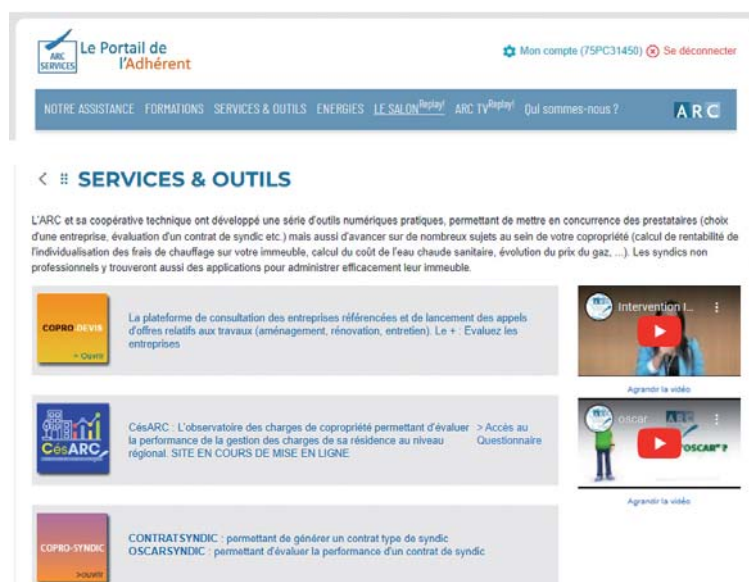 ARC SERVICES Le Portail de l'Adhérent
Mon compte (75PC31450) Se déconnecter
NOTRE ASSISTANCE FORMATIONS SERVICES & OUTILS ENERGIES LE SALON Replay! ARC TV Replay! Qui sommes-nous ? ARC
< SERVICES & OUTILS
L'ARC et sa coopérative technique ont développé une série d'outils numériques pratiques, permettant de mettre en concurrence des prestataires (choix
d'une entreprise, évaluation d'un contrat de syndic etc.) mais aussi d'avancer sur de nombreux sujets au sein de votre copropriété (calcul de rentabilité de
l'individualisation des frais de chauffage sur votre immeuble, calcul du coût de l'eau chaude sanitaire, évolution du prix du gaz, ...). Les syndics non
professionnels y trouveront aussi des applications pour administrer efficacement leur immeuble.
COPRO-DEVIS
> Ouvrir
La plateforme de consultation des entreprises référencées et de lancement des appels
d'offres relatifs aux travaux (aménagement, rénovation, entretien). Le + : Evaluez les
entreprises
Intervention I...
Agrandir la vidéo
CésARC
CésARC : L'observatoire des charges de copropriété permettant d'évaluer
la performance de la gestion des charges de sa résidence au niveau
régional. SITE EN COURS DE MISE EN LIGNE
> Accès au
Questionnaire
oscar
ARC
OSCAR" ?
Agrandir la vidéo
COPRO-SYNDIC
>ouvrir
CONTRATSYNDIC : permettant de générer un contrat type de syndic
OSCARSYNDIC : permettant d'évaluer la performance d'un contrat de syndic